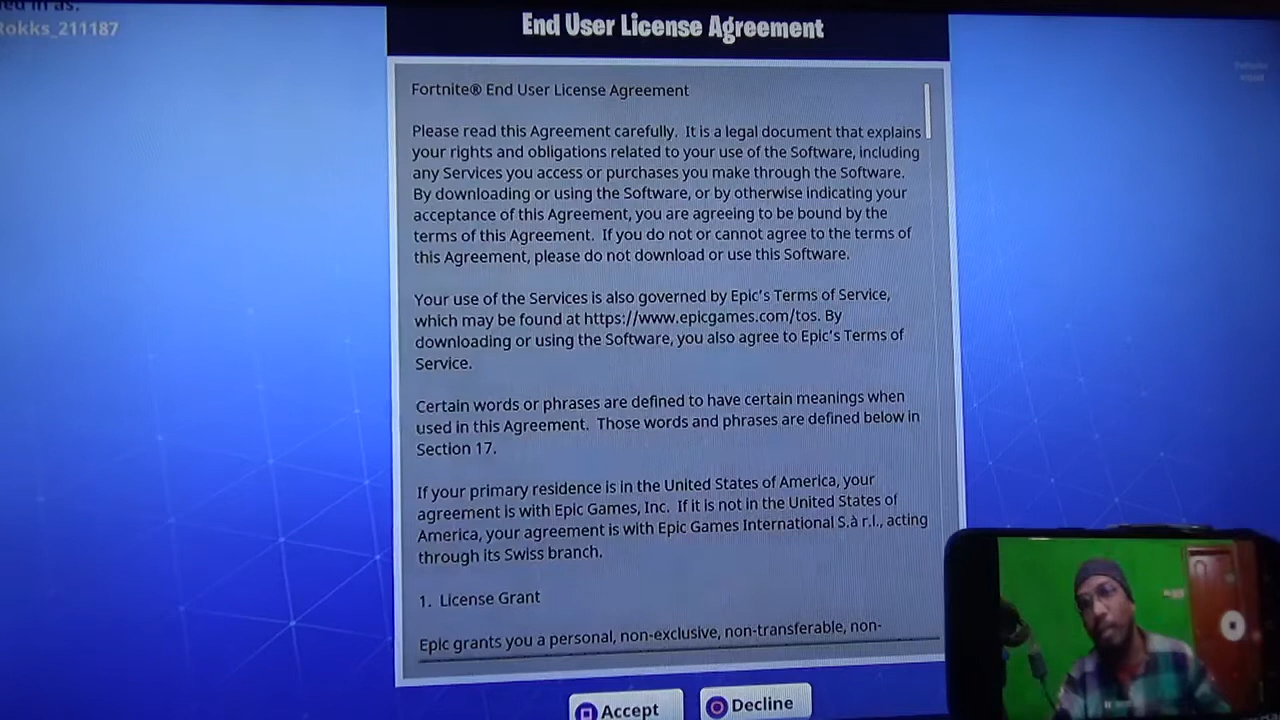 in as:
Rokks_211187
End User License Agreement
Fortnite® End User License Agreement
Please read this Agreement carefully. It is a legal document that explains
your rights and obligations related to your use of the Software, including
any Services you access or purchases you make through the Software.
By downloading or using the Software, or by otherwise indicating your
acceptance of this Agreement, you are agreeing to be bound by the
terms of this Agreement. If you do not or cannot agree to the terms of
this Agreement, please do not download or use this Software.
Your use of the Services is also governed by Epic's Terms of Service,
which may be found at https://www.epicgames.com/tos. By
downloading or using the Software, you also agree to Epic's Terms of
Service.
Certain words or phrases are defined to have certain meanings when
used in this Agreement. Those words and phrases are defined below in
Section 17.
If your primary residence is in the United States of America, your
agreement is with Epic Games, Inc. If it is not in the United States of
America, your agreement is with Epic Games International S.à r.l., acting
through its Swiss branch.
1. License Grant
Epic grants you a personal, non-exclusive, non-transferable, non-
Accept
Decline